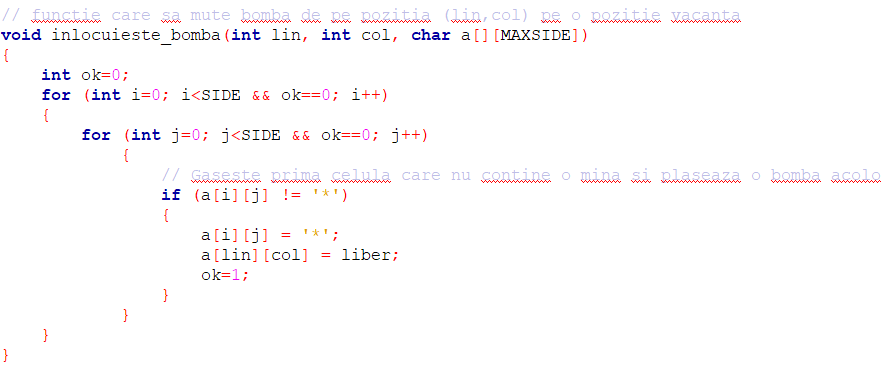 // functie care sa mute bomba de pe pozitia (lin,col) pe o pozitie vacanta
void inlocuieste_bomba(int lin, int col, char a[][MAXSIDE])
{
    int ok=0;
    for (int i=0; i<SIDE && ok==0; i++)
    {
        for (int j=0; j<SIDE && ok==0; j++)
            {
                // Gaseste prima celula care nu contine o mina si plaseaza o bomba acolo
                if (a[i][j] != '*')
                {
                    a[i][j] = '*';
                    a[lin][col] = liber;
                    ok=1;
                }
            }
    }
}